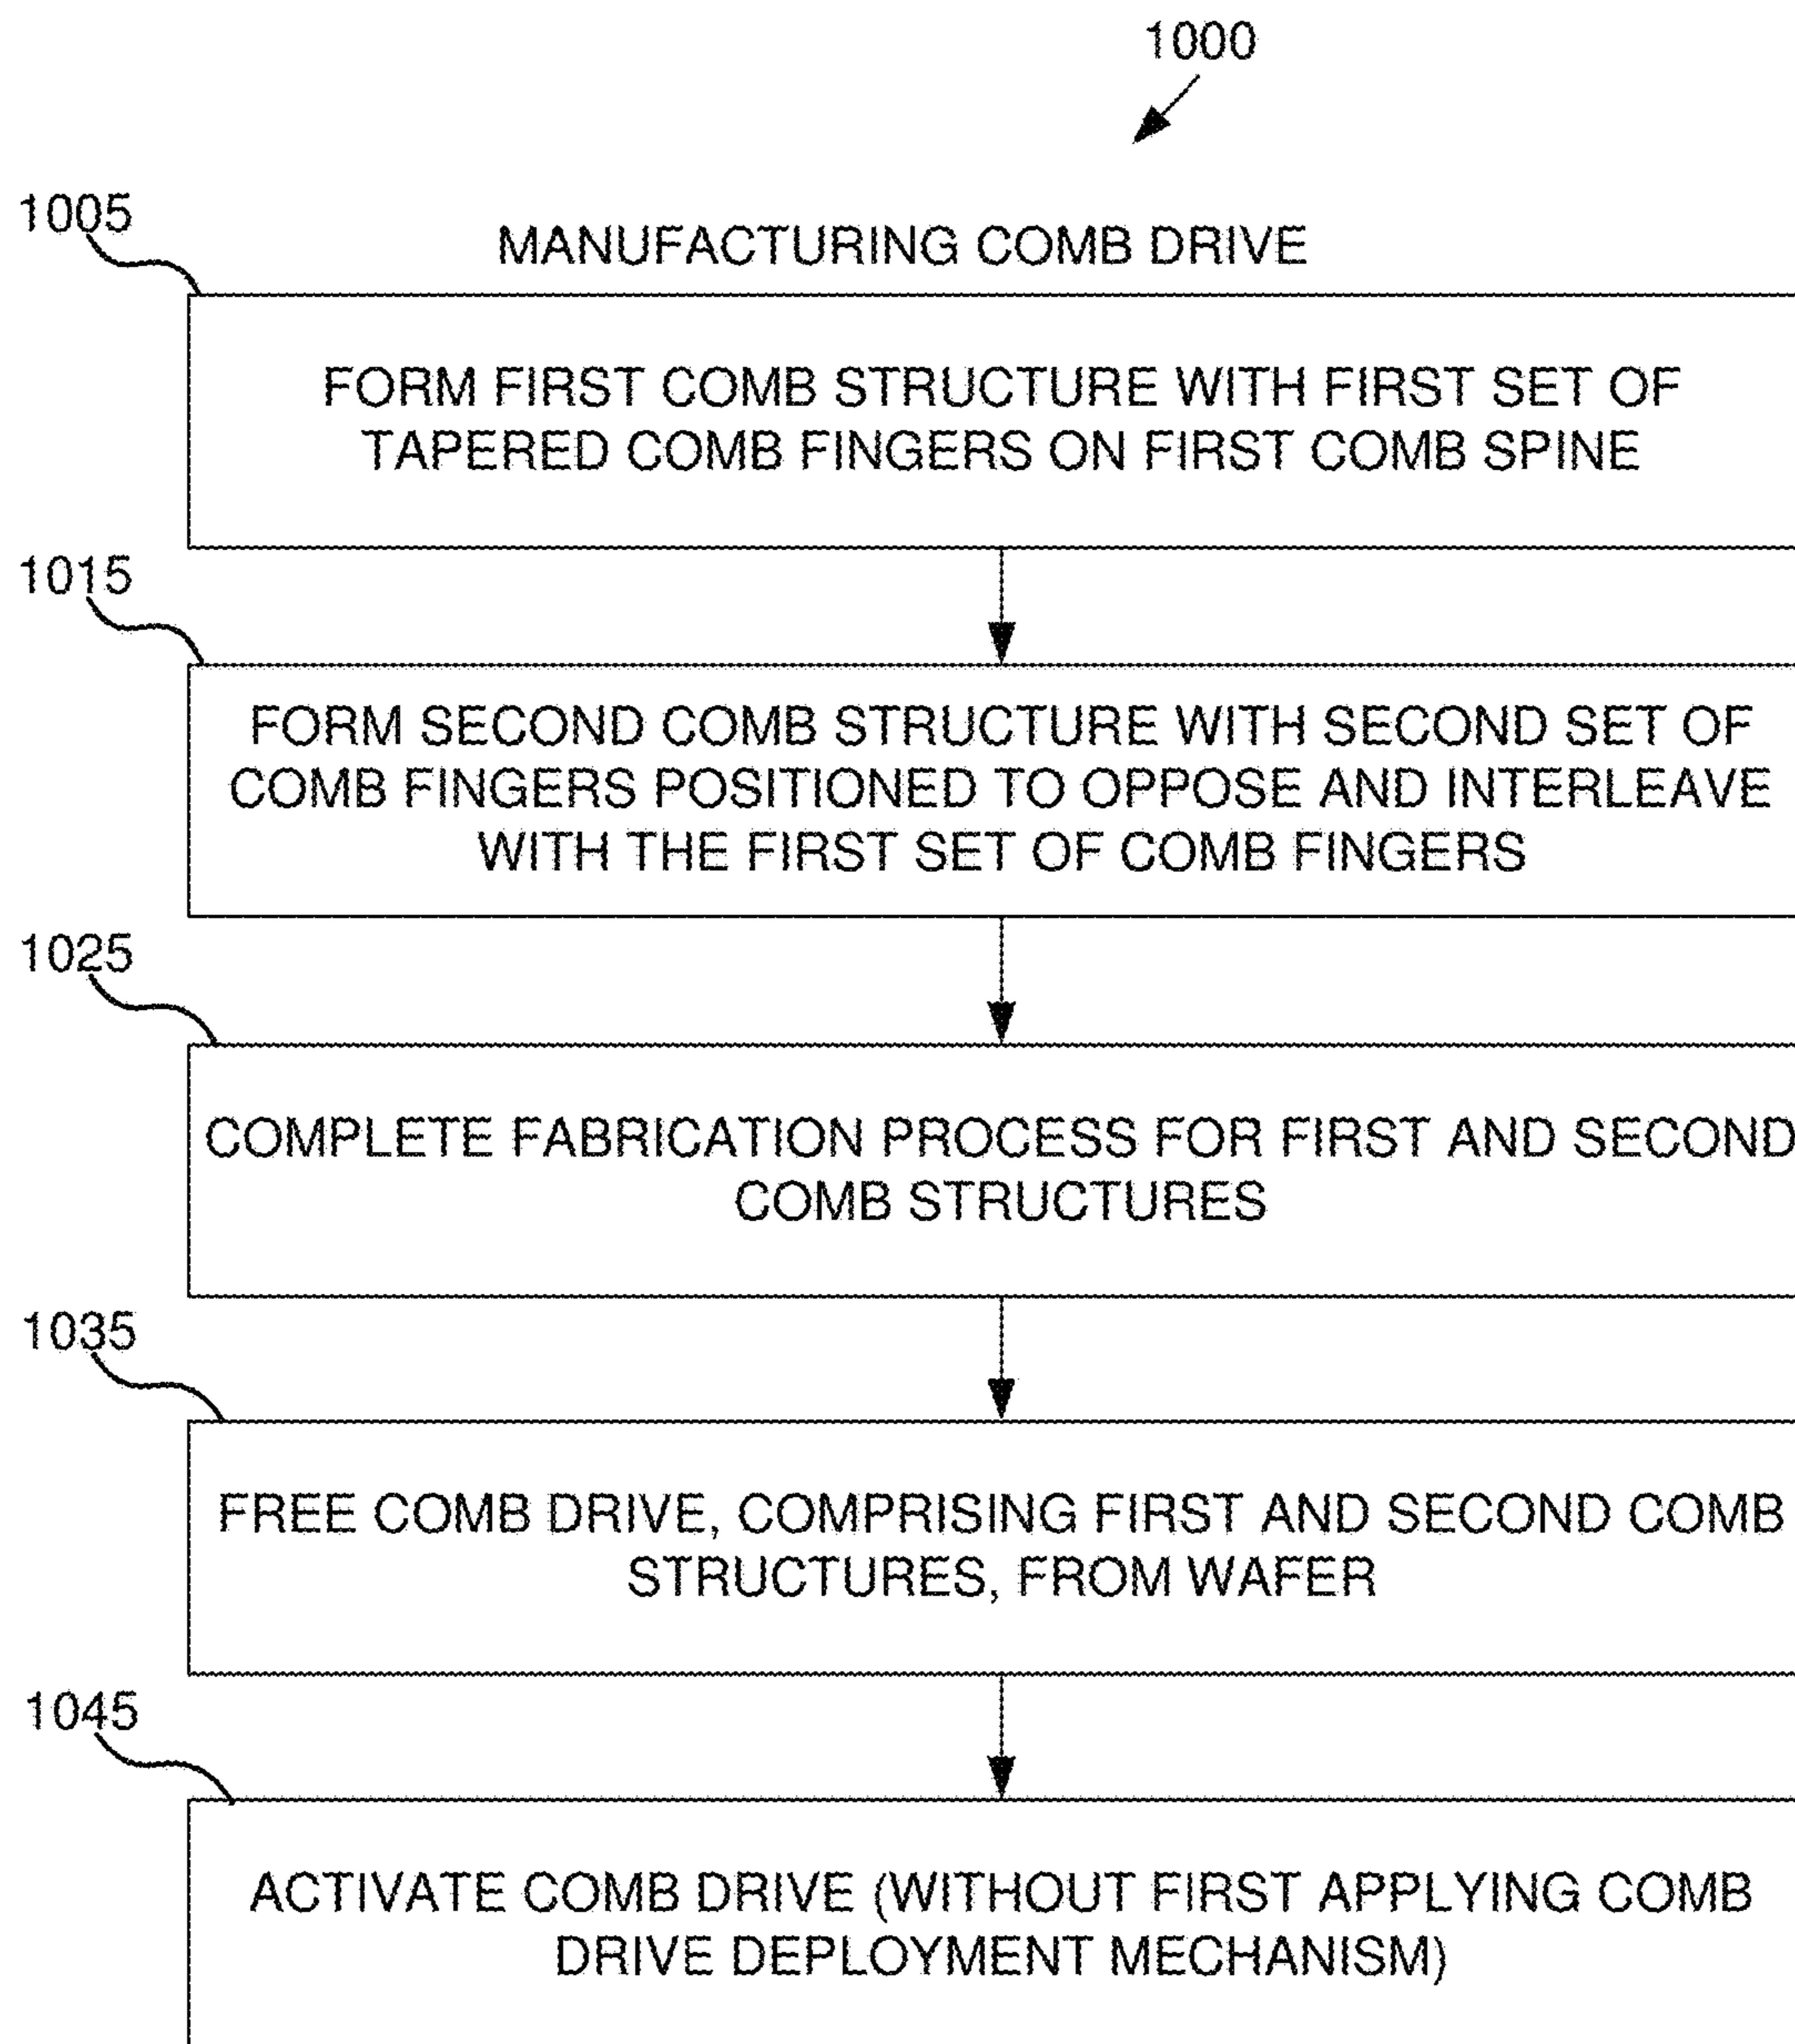 1000
1005
MANUFACTURING COMB DRIVE
FORM FIRST COMB STRUCTURE WITH FIRST SET OF
TAPERED COMB FINGERS ON FIRST COMB SPINE
1015
FORM SECOND COMB STRUCTURE WITH SECOND SET OF
COMB FINGERS POSITIONED TO OPPOSE AND INTERLEAVE
WITH THE FIRST SET OF COMB FINGERS
1025
COMPLETE FABRICATION PROCESS FOR FIRST AND SECOND
COMB STRUCTURES
1035
FREE COMB DRIVE, COMPRISING FIRST AND SECOND COMB
STRUCTURES, FROM WAFER
1045
ACTIVATE COMB DRIVE (WITHOUT FIRST APPLYING COMB
DRIVE DEPLOYMENT MECHANISM)